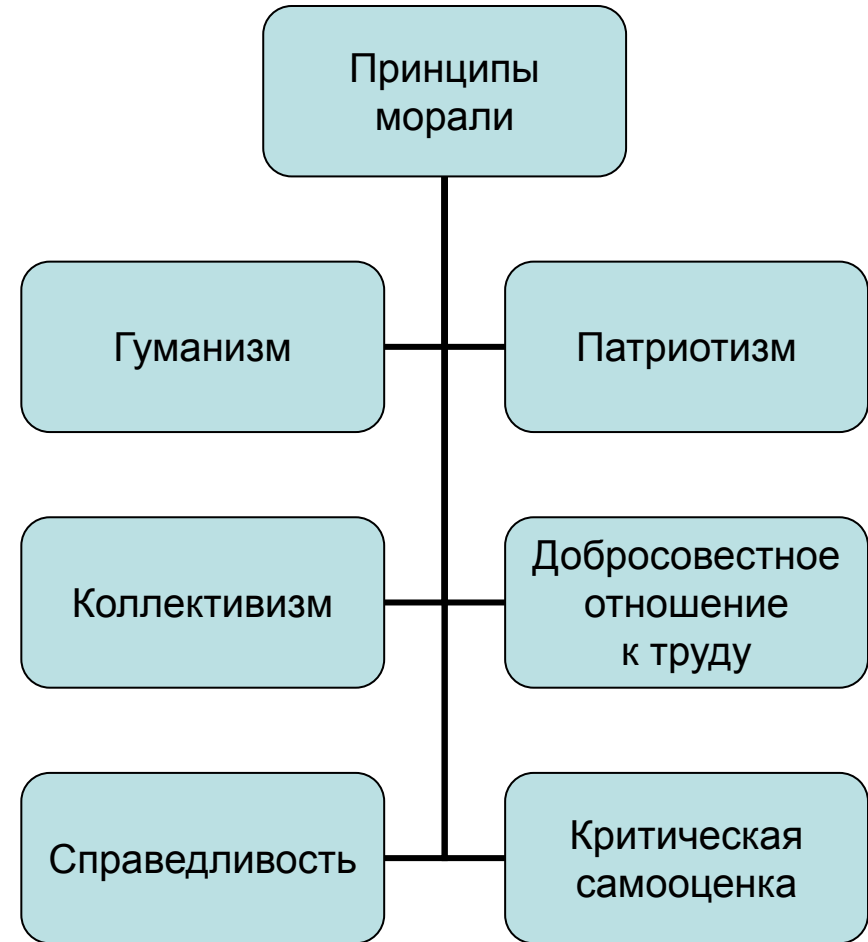 Принципы
морали
Гуманизм
Патриотизм
Коллективизм
Добросовестное
отношение
к труду
Справедливость
Критическая
самооценка